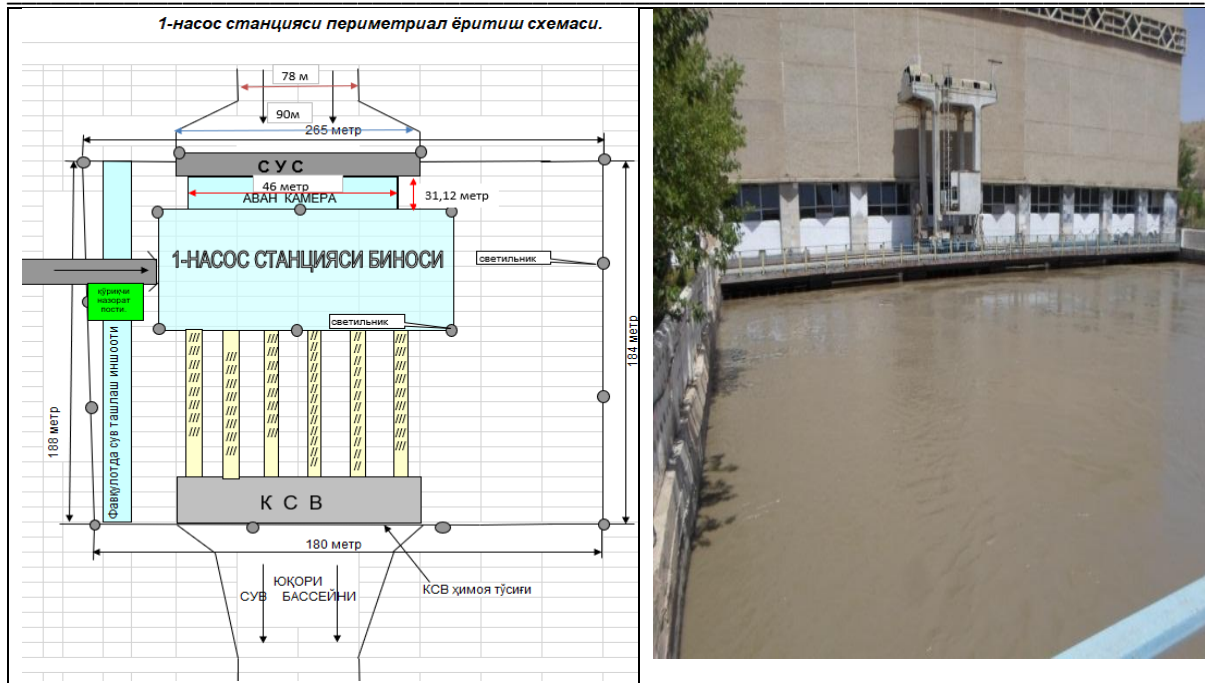 1-насос станцияси периметриал ёритиш схемаси.
78 м
90м
265 метр
С У С
46 метр
АВАН КАМЕРА
31,12 метр
1-НАСОС СТАНЦИЯСИ БИНОСИ
светильник
қўриқчи
назорат
пости.
светильник
184 метр
188 метр
Фавқулотда сув ташлаш иншооти
К С В
180 метр
ЮҚОРИ
СУВ БАССЕЙНИ
КСВ ҳимоя тўсиғи